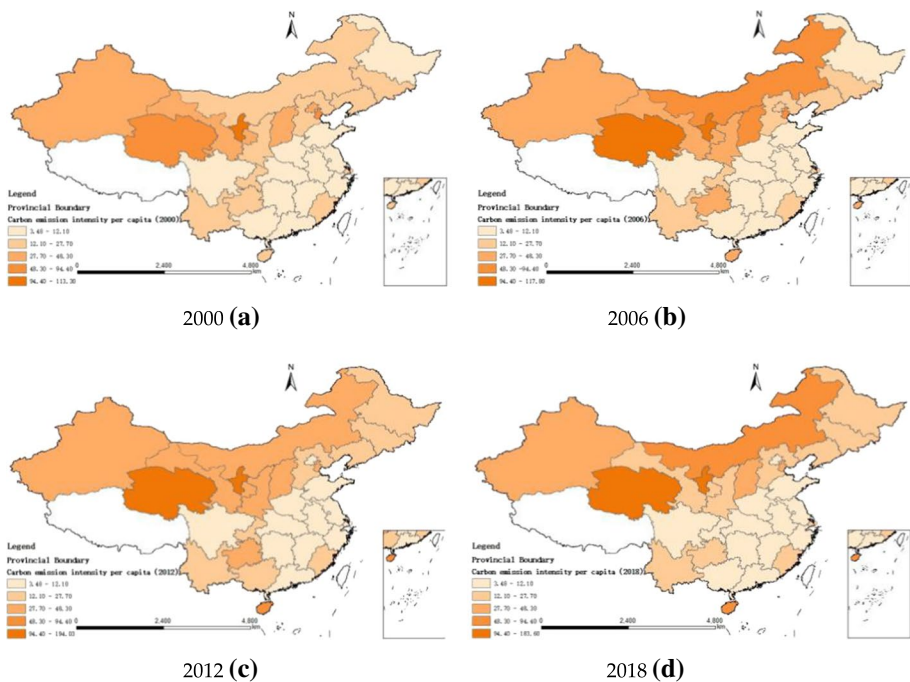 N
Legend
Provincial Boundary
Carbon emission intensity per capita (2000)
3.48 - 12.10
12.10 - 27.70
27.70 - 48.30
48.30 - 94.40
94.40 - 113.30
0 2,400 4,800
km
2000 (a)
N
Legend
Provincial Boundary
Carbon emission intensity per capita (2006)
3.48 - 12.10
12.10 - 27.70
27.70 - 48.30
48.30 -94.40
94.40 - 117.80
0 2,400 4,800
km
2006 (b)
N
Legend
Provincial Boundary
Carbon emission intensity per capita (2012)
3.48 - 12.10
12.10 - 27.70
27.70 - 48.30
48.30 - 94.40
0 2,400 4,800
km
2012 (c)
N
Legend
Provincial Boundary
Carbon emission intensity per capita (2018)
3.48 - 12.10
12.10 - 27.70
27.70 - 48.30
48.30 - 94.40
0 2,400 4,800
km
2018 (d)